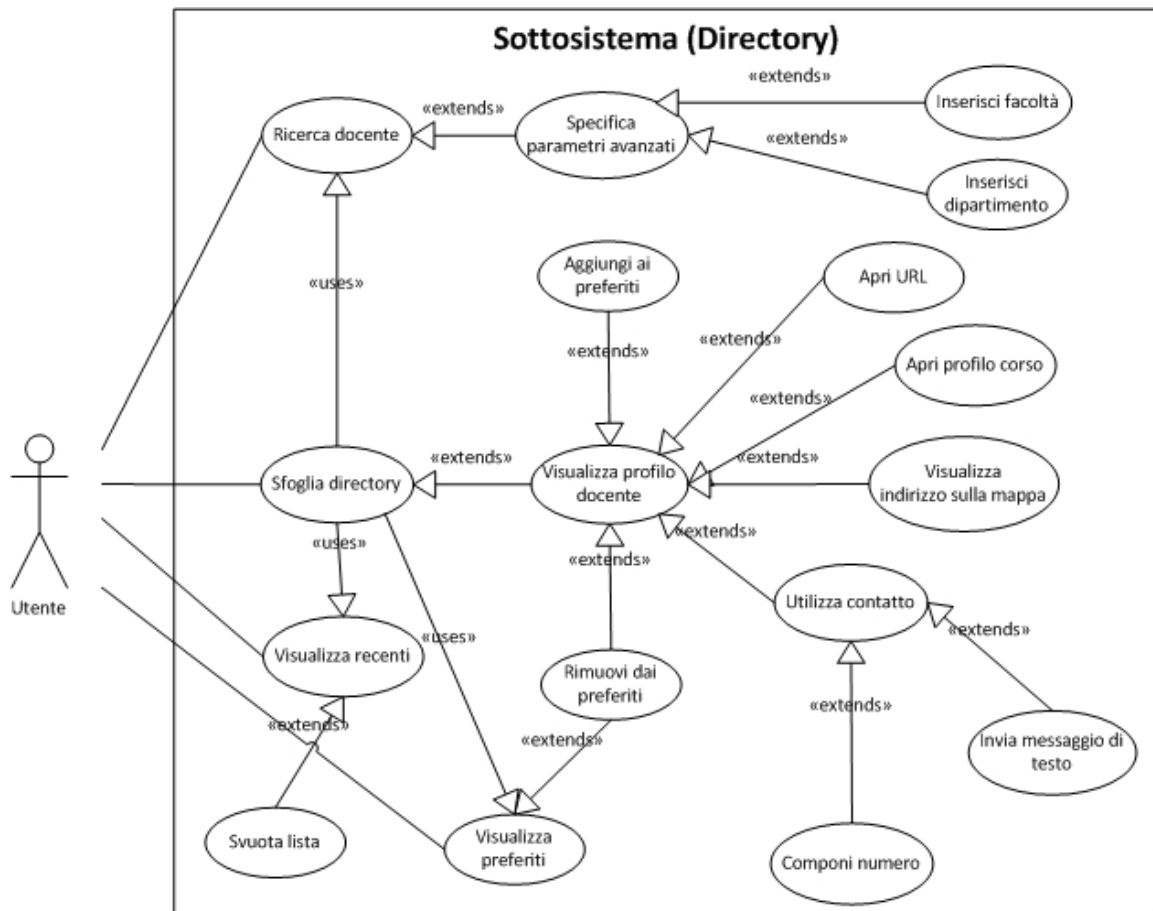 Sottosistema (Directory)
«extends»
Inserisci facoltà
«extends»
Ricerca docente
Specifica
parametri avanzati
«extends»
Inserisci
dipartimento
«uses»
Aggiungi ai
preferiti
Apri URL
«extends»
«extends»
Apri profilo corso
«extends»
Sfoglia directory
«extends»
Visualizza profilo
docente
«extends»
Visualizza
indirizzo sulla mappa
«uses»
«extends»
«extends»
Utente
Utilizza contatto
«extends»
Visualizza recenti
«uses»
Rimuovi dai
preferiti
«extends»
«extends»
«extends»
Invia messaggio di
testo
Svuota lista
Visualizza
preferiti
Componi numero